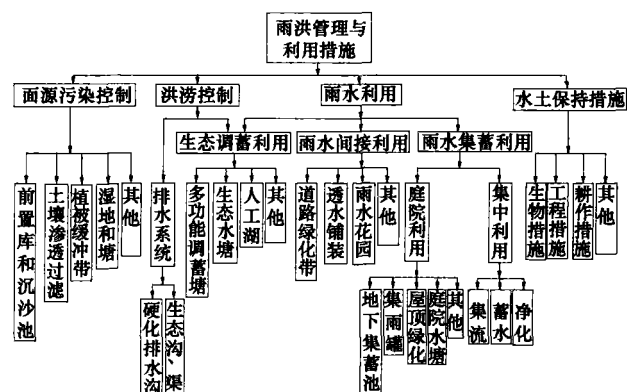 雨洪管理与
利用措施
面源污染控制
洪涝控制
雨水利用
水土保持措施
生态调蓄利用
雨水间接利用
雨水集蓄利用
前置库和沉沙池
土壤渗透过滤
植被缓冲带
湿地和塘
其他
排水系统
多功能调蓄塘
生态水塘
人工湖
其他
道路绿化带
透水铺装
雨水花园
其他
庭院利用
集中利用
生物措施
工程措施
耕作措施
其他
硬化排水沟
生态沟、渠
地下集蓄池
集雨罐
屋顶绿化
庭院水塘
其他
集流
蓄水
净化